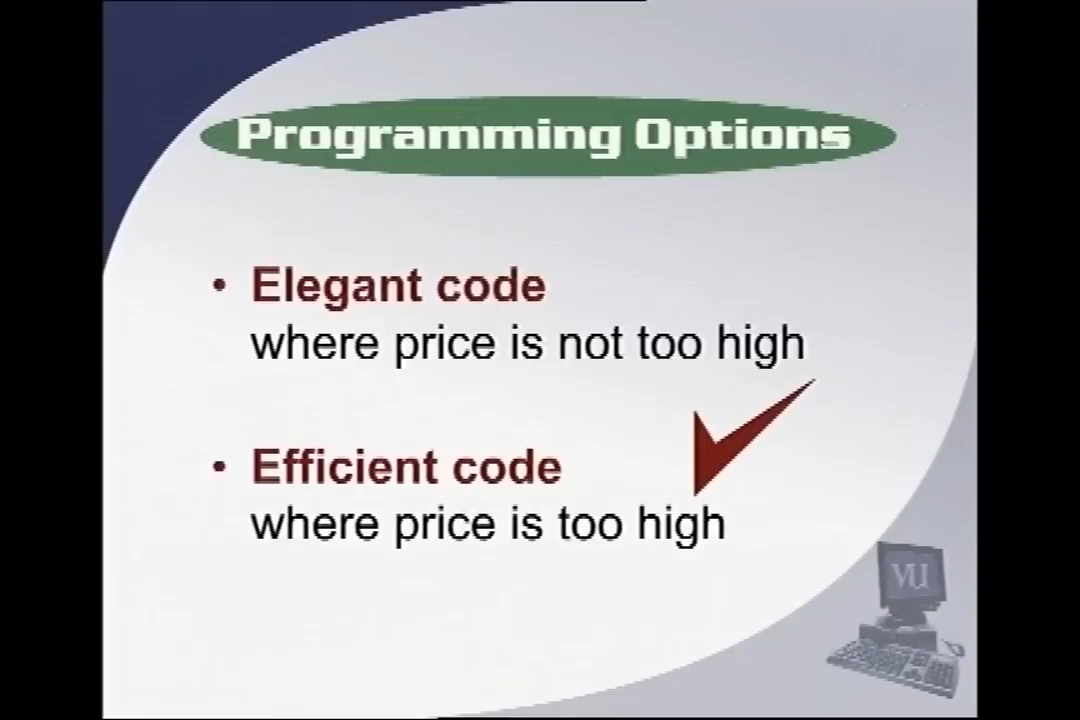 Programming Options
• Elegant code
where price is not too high
• Efficient code
where price is too high
VU